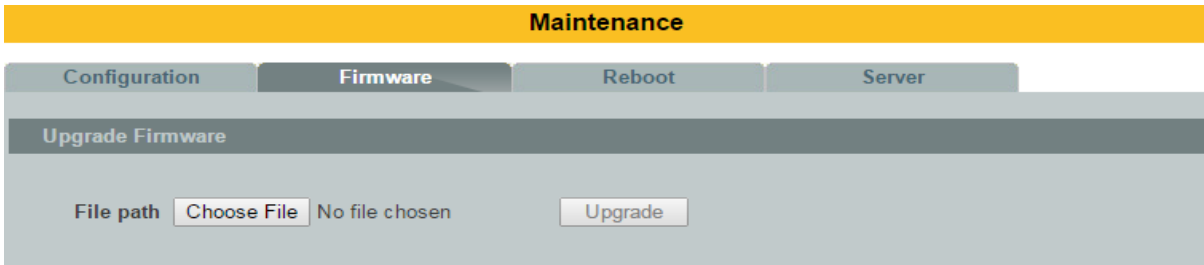 Maintenance
Configuration Firmware Reboot Server
Upgrade Firmware
File path Choose File No file chosen Upgrade